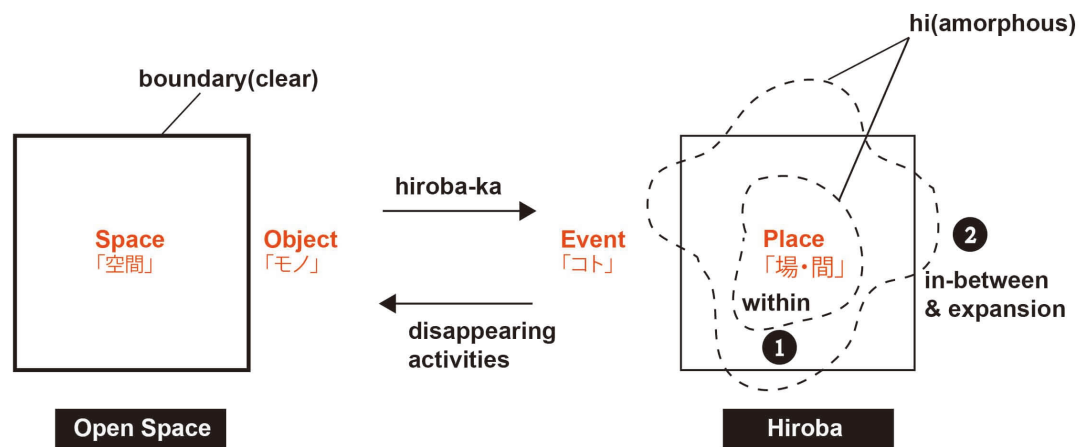 hi(amorphous)
boundary(clear)
hiroba-ka
Space
「空間」
Object
「モノ」
Event
「コト」
Place
「場・間」
within
1
2
in-between
& expansion
disappearing
activities
Open Space
Hiroba